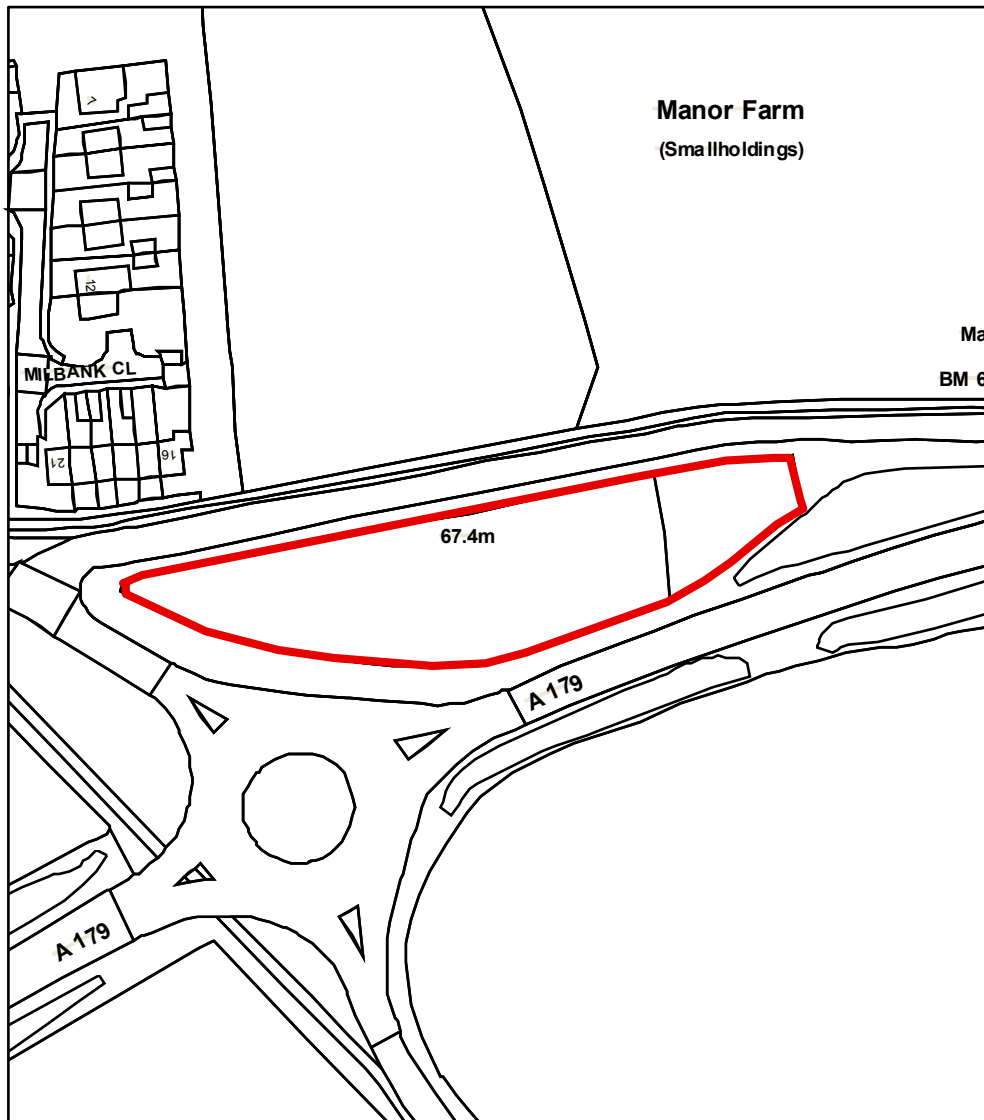 Manor Farm
(Smallholdings)
7
12
Ma
MILBANK CL
BM 6
21
16
67.4m
A 179
A 179